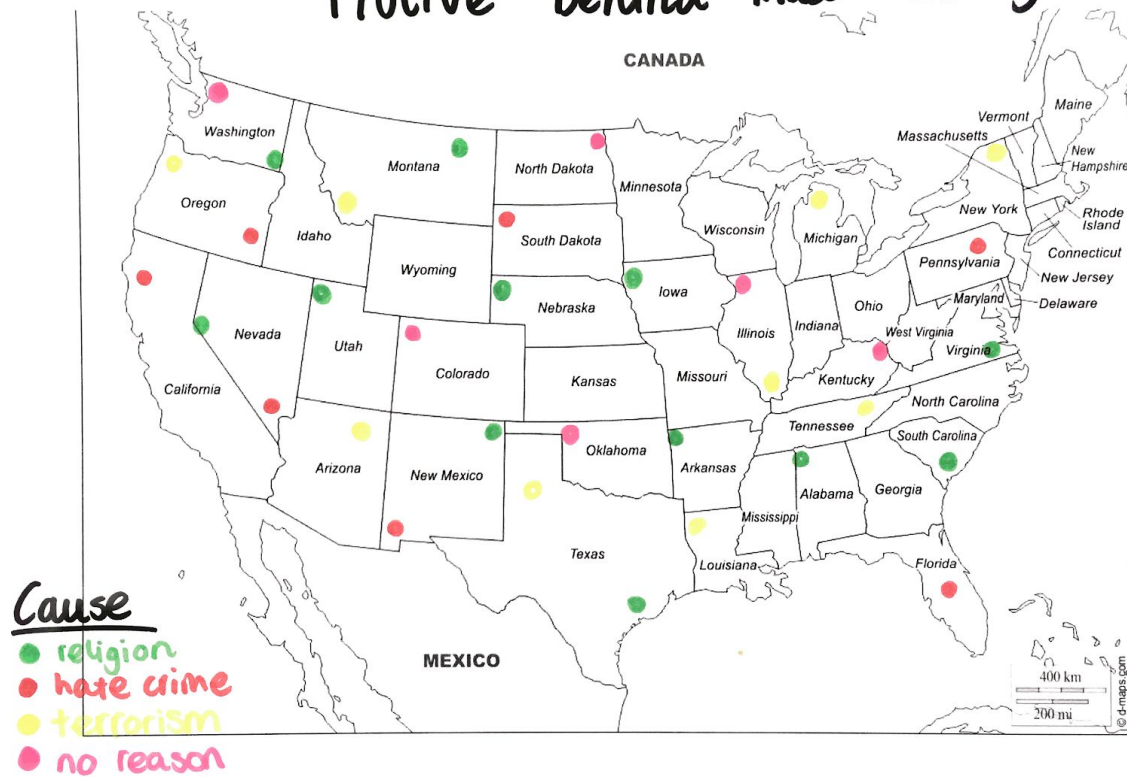 Motive behind
CANADA
Washington
Montana
North Dakota
Minnesota
Oregon
Idaho
South Dakota
Wyoming
Wisconsin
Michigan
Maine
Vermont
Massachusetts
New
Hampshire
New York
Rhode
Island
Connecticut
New Jersey
Pennsylvania
Delaware
Maryland
Nevada
Utah
Colorado
Nebraska
Iowa
Illinois
Indiana
Ohio
West Virginia
Virginia
California
Kansas
Missouri
Kentucky
North Carolina
Tennessee
South Carolina
Arizona
New Mexico
Oklahoma
Arkansas
Mississippi
Alabama
Georgia
Texas
Louisiana
Florida
MEXICO
Cause
religion
hate crime
terrorism
no reason
400 km
200 mi
© d-maps.com